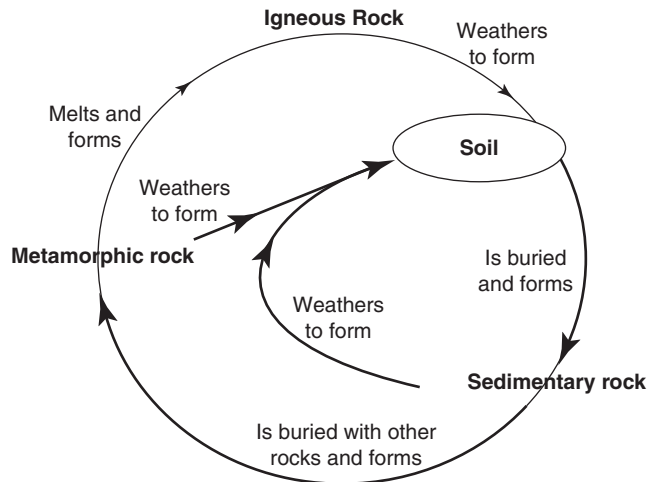 Igneous Rock
Weathers
to form
Melts and
forms
Soil
Weathers
to form
Metamorphic rock
Is buried
and forms
Weathers
to form
Sedimentary rock
Is buried with other
rocks and forms